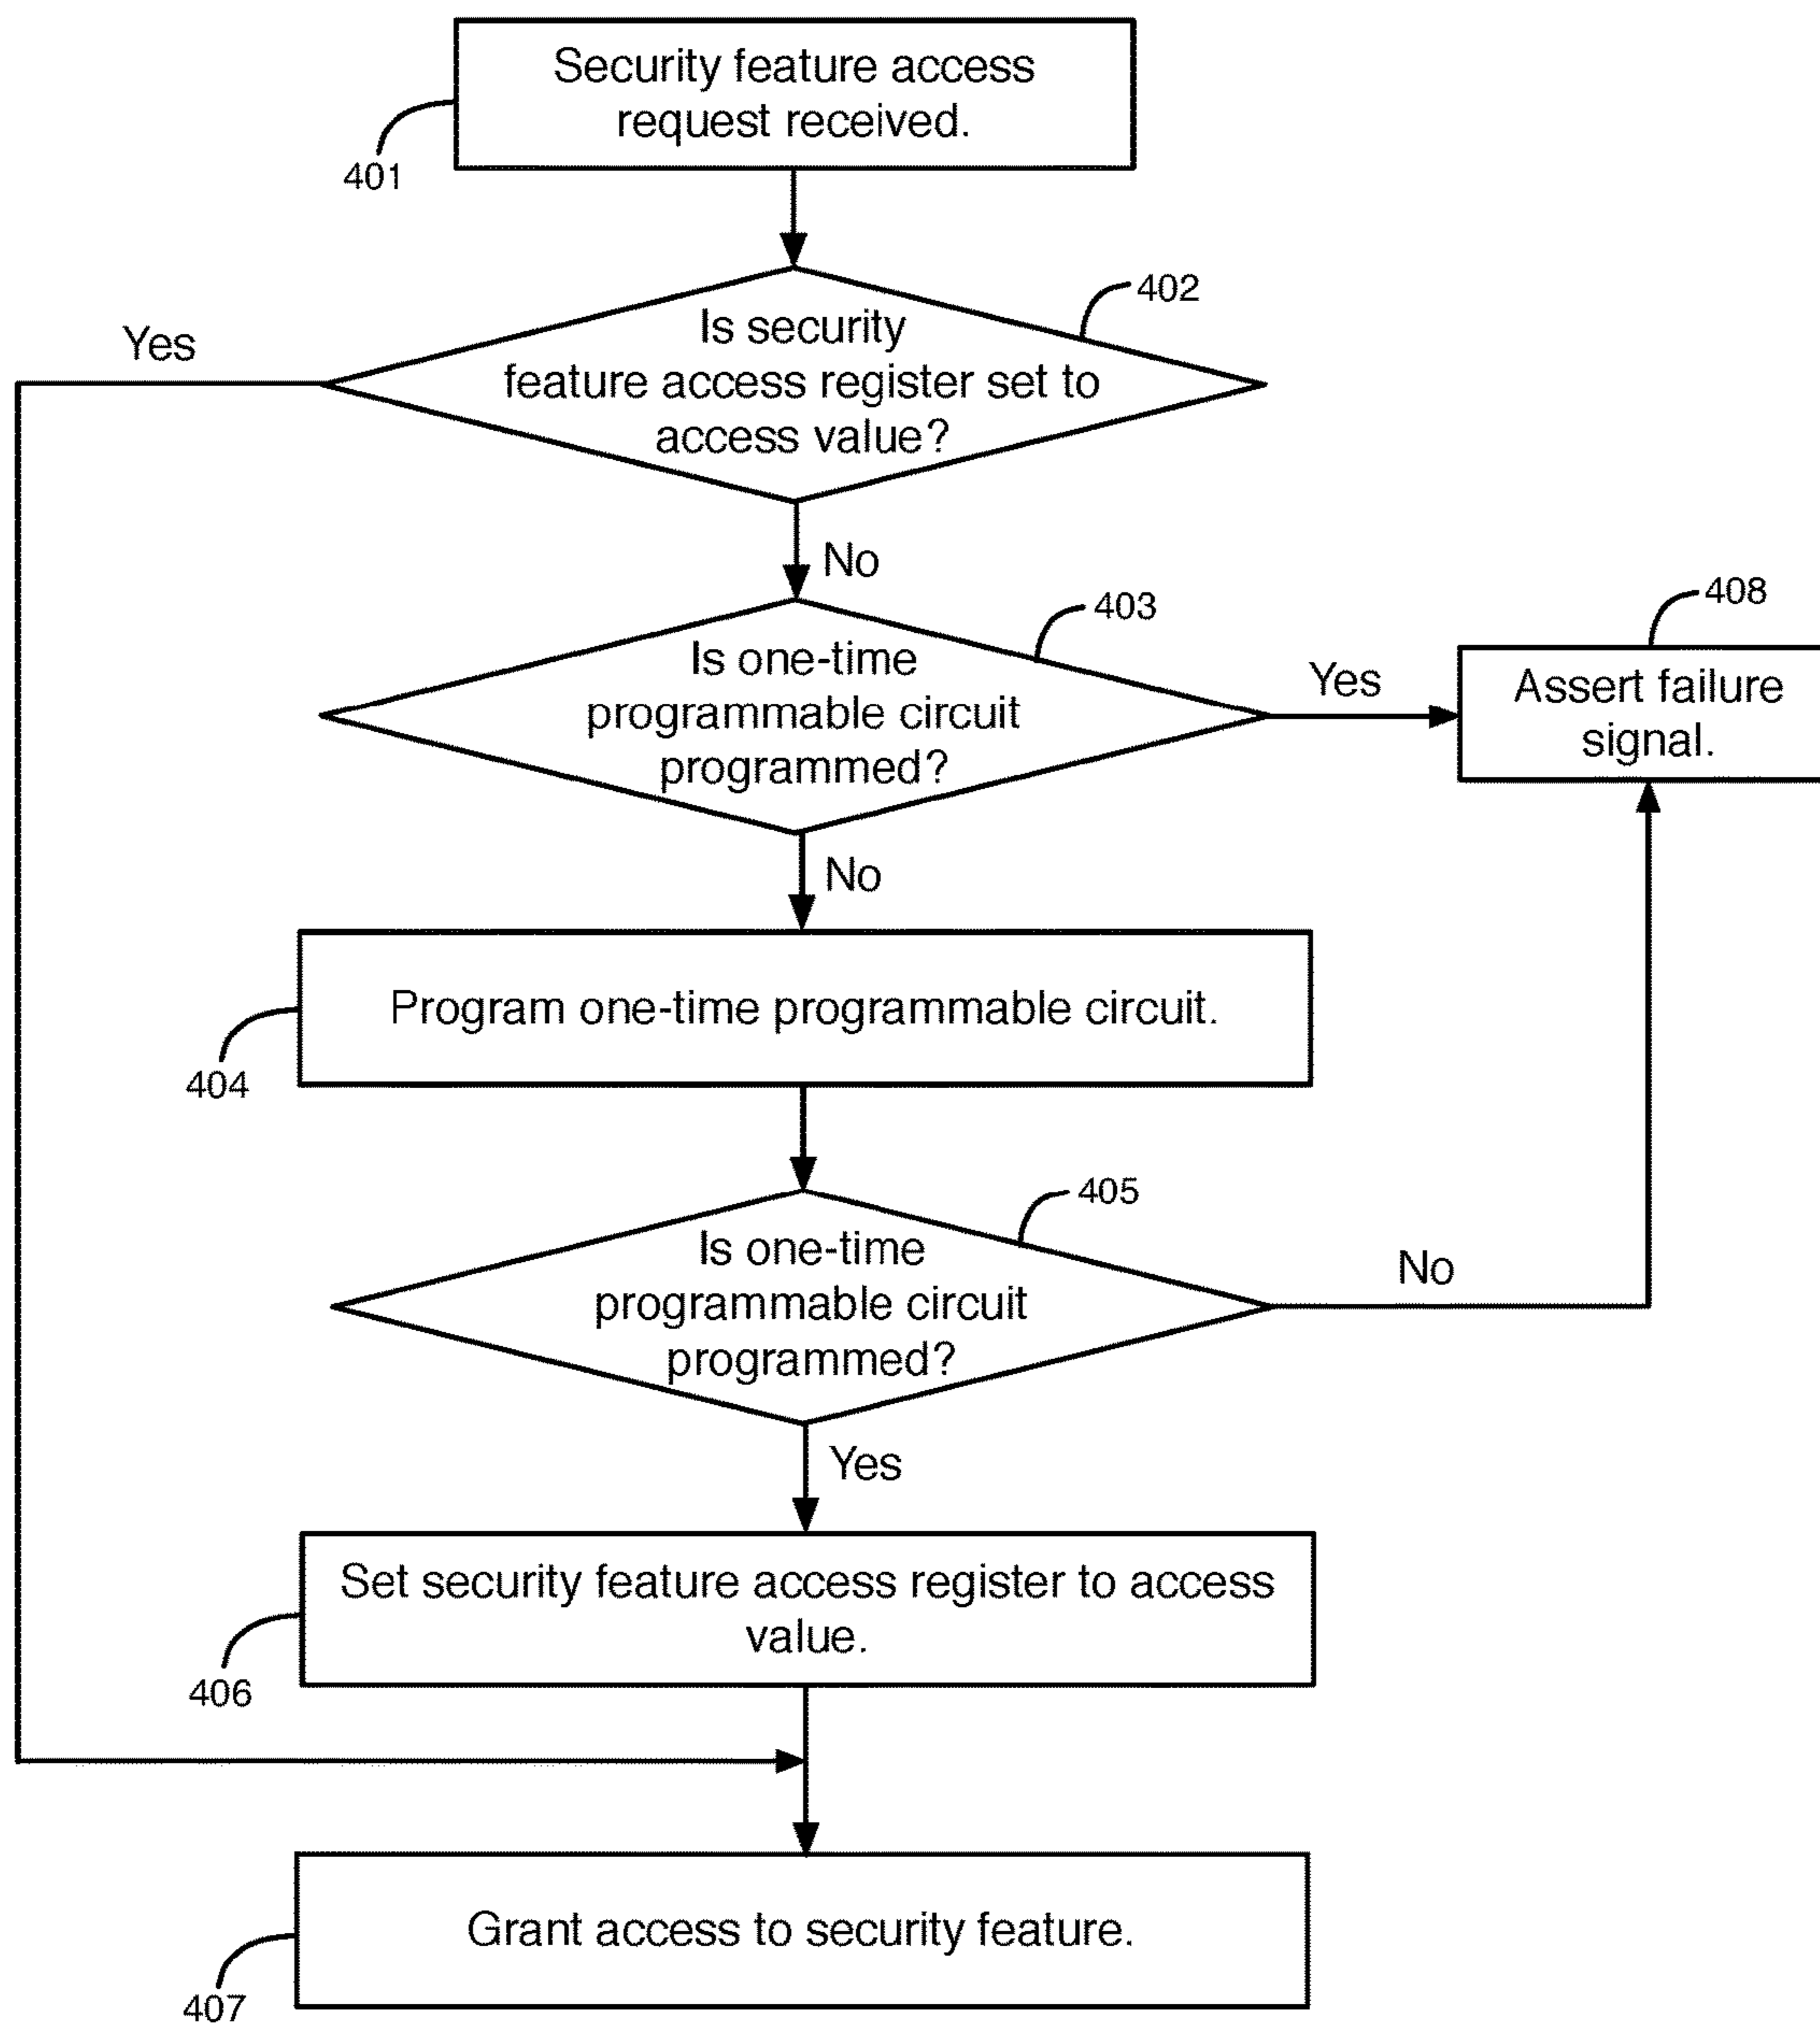 Security feature access
request received.
401
402
Yes
Is security
feature access register set to
access value?
No
403
408
Is one-time
programmable circuit
programmed?
Yes
Assert failure
signal.
No
Program one-time programmable circuit.
404
405
Is one-time
programmable circuit
programmed?
No
Yes
Set security feature access register to access
value.
406
Grant access to security feature.
407